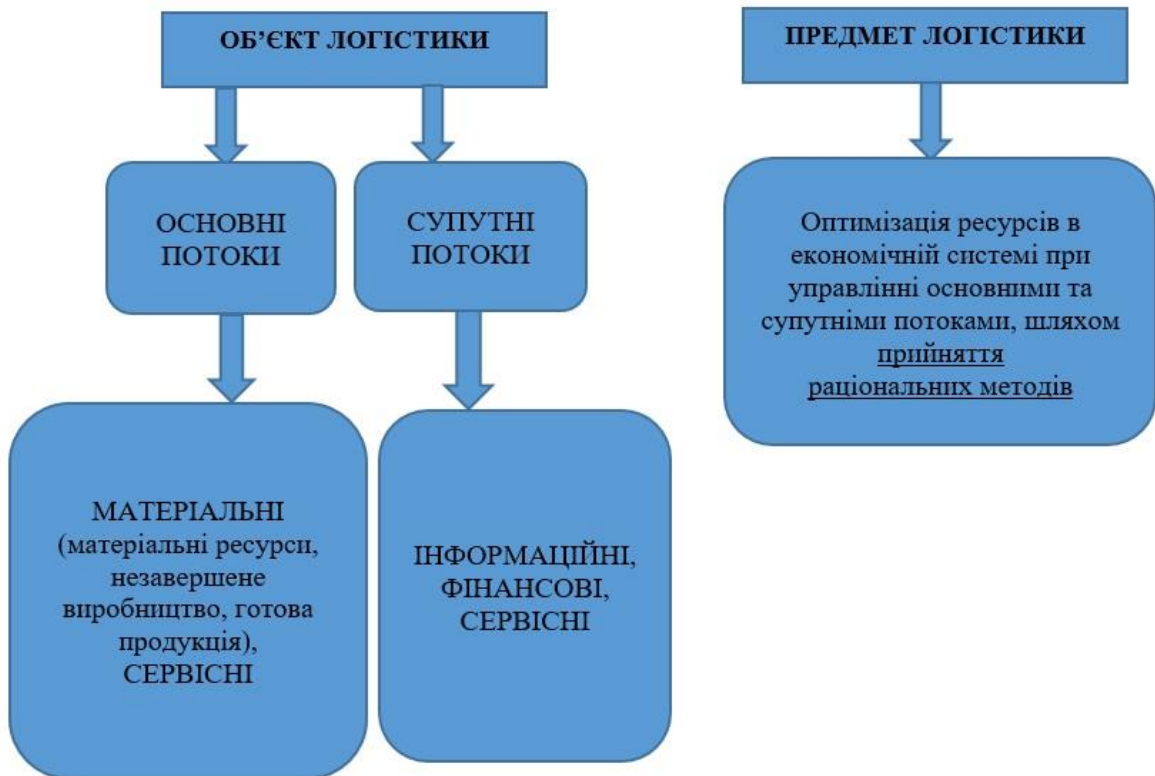 ОБ’ЄКТ ЛОГІСТИКИ
ОСНОВНІ
ПОТОКИ
СУПУТНІ
ПОТОКИ
МАТЕРІАЛЬНІ
(матеріальні ресурси,
незавершене
виробництво, готова
продукція),
СЕРВІСНІ
ІНФОРМАЦІЙНІ,
ФІНАНСОВІ,
СЕРВІСНІ
ПРЕДМЕТ ЛОГІСТИКИ
Оптимізація ресурсів в
економічній системі при
управлінні основними та
супутніми потоками, шляхом
прийняття
раціональних методів